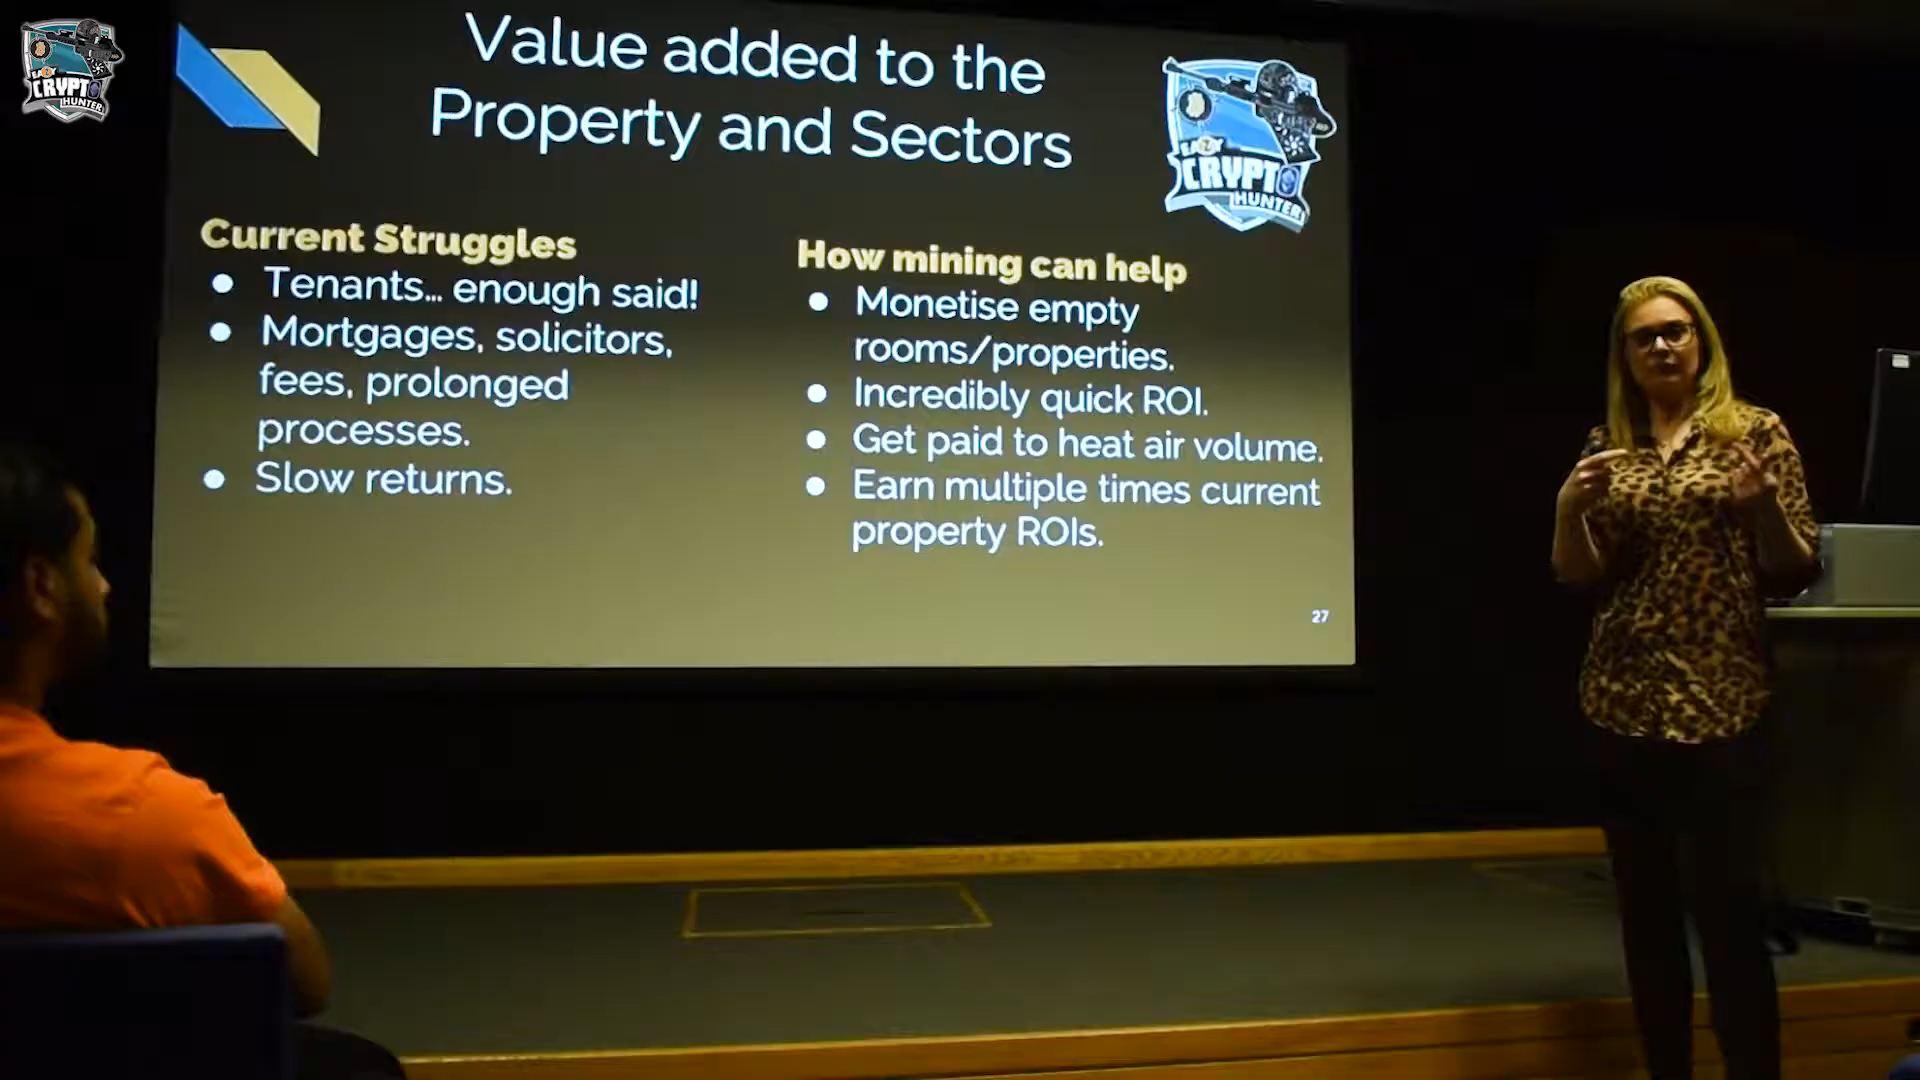 EAZY
CRYPTO
HUNTER
Value added to the
Property and Sectors
EAZY
CRYPTO
HUNTER
Current Struggles
● Tenants... enough said!
● Mortgages, solicitors,
fees, prolonged
processes.
● Slow returns.
How mining can help
● Monetise empty
rooms/properties.
● Incredibly quick ROI.
● Get paid to heat air volume.
● Earn multiple times current
property ROIs.
27